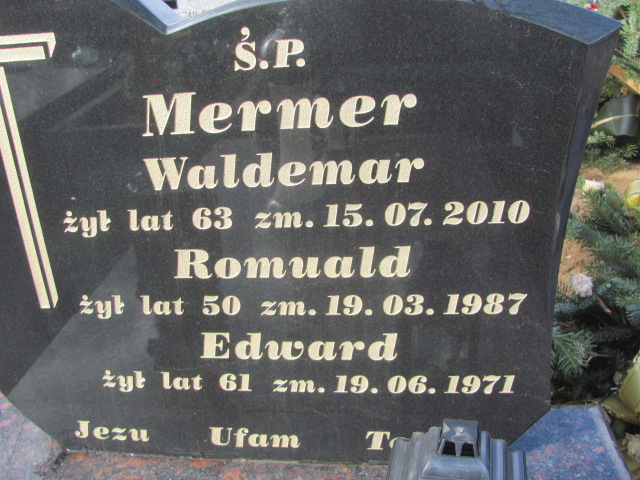 Ś.P.
Mermer
Waldemar
żył lat 63 zm. 15. 07. 2010
Romuald
żył lat 50 zm. 19. 03. 1987
Edward
żył lat 61 zm. 19. 06. 1971
Jezu Ufam